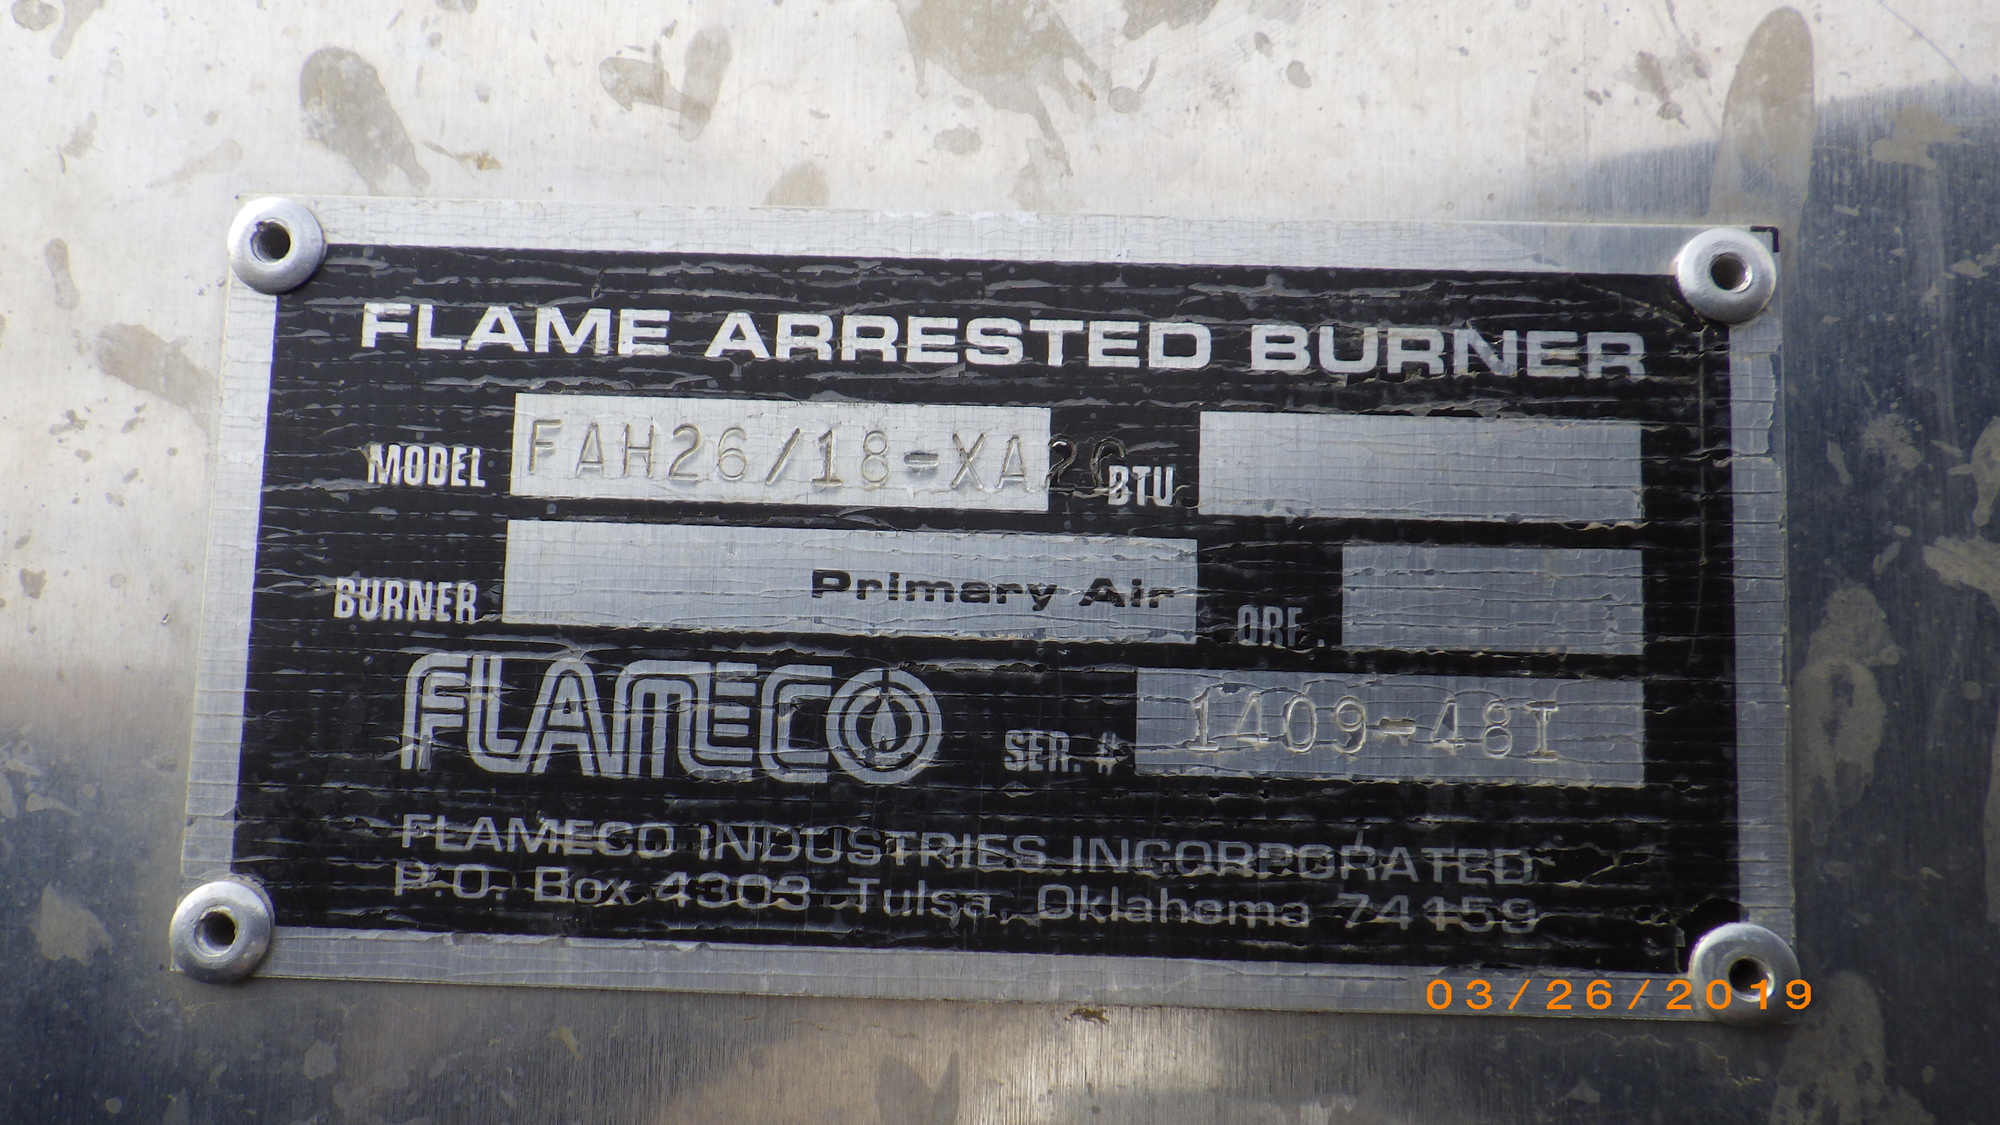 FLAME ARRESTED BURNER
MODEL FAH26/18-XA2C BTU
BURNER Primary Air ORF.
FLAMECO SER. # 1409-48I
FLAMECO INDUSTRIES INCORPORATED
P.O. Box 4303 Tulsa, Oklahoma 74159
03/26/2019